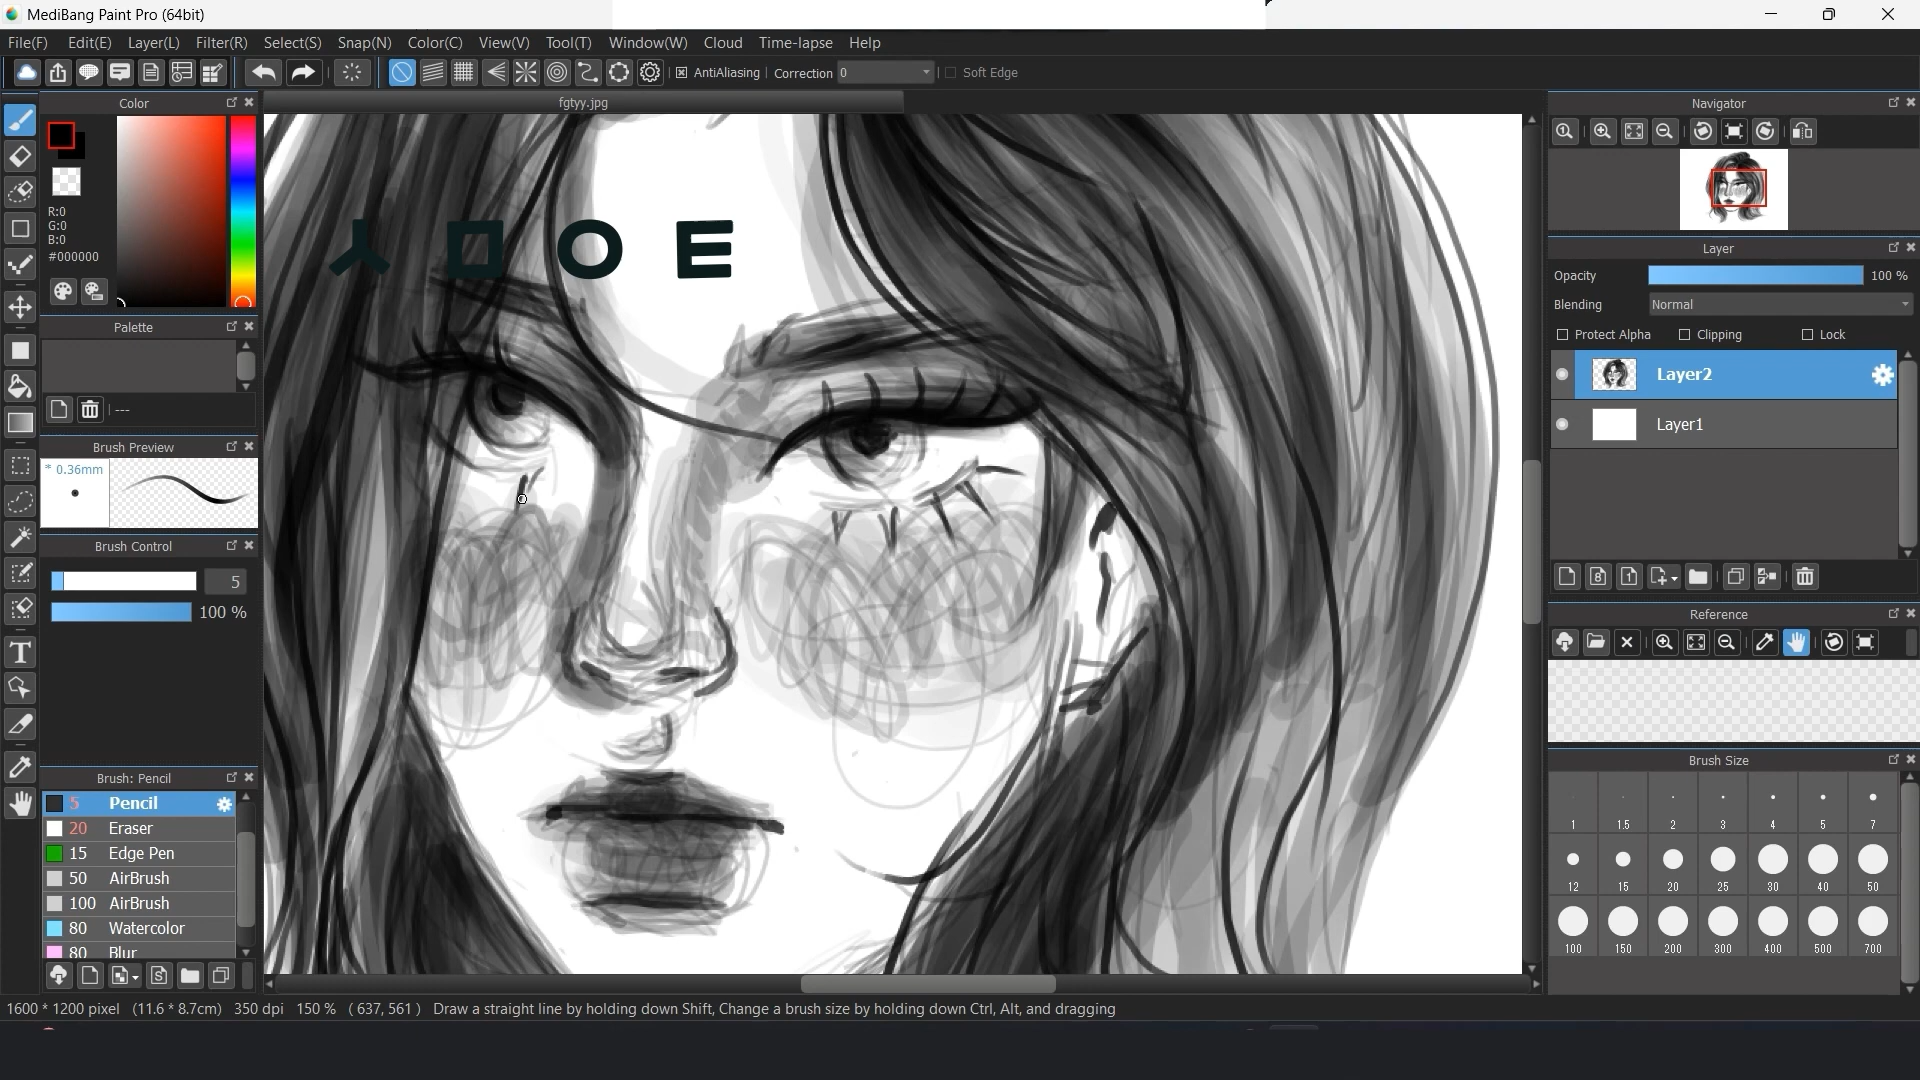 MediBang Paint Pro (64bit)
File(F) Edit(E) Layer(L) Filter(R) Select(S) Snap(N) Color(C) View(V) Tool(T) Window(W) Cloud Time-lapse Help
AntiAliasing Correction 0 Soft Edge
Color
fgtyy.jpg
Navigator
R:0
G:0
B:0
#000000
Palette
---
Brush Preview
* 0.36mm
Brush Control
5
100 %
Brush: Pencil
5 Pencil
20 Eraser
15 Edge Pen
50 AirBrush
100 AirBrush
80 Watercolor
80 Blur
Layer
Opacity 100 %
Blending Normal
Protect Alpha Clipping Lock
Layer2
Layer1
Reference
Brush Size
1 1.5 2 3 4 5 7
12 15 20 25 30 40 50
100 150 200 300 400 500 700
1600 * 1200 pixel (11.6 * 8.7cm) 350 dpi 150 % ( 637, 561 ) Draw a straight line by holding down Shift, Change a brush size by holding down Ctrl, Alt, and dragging